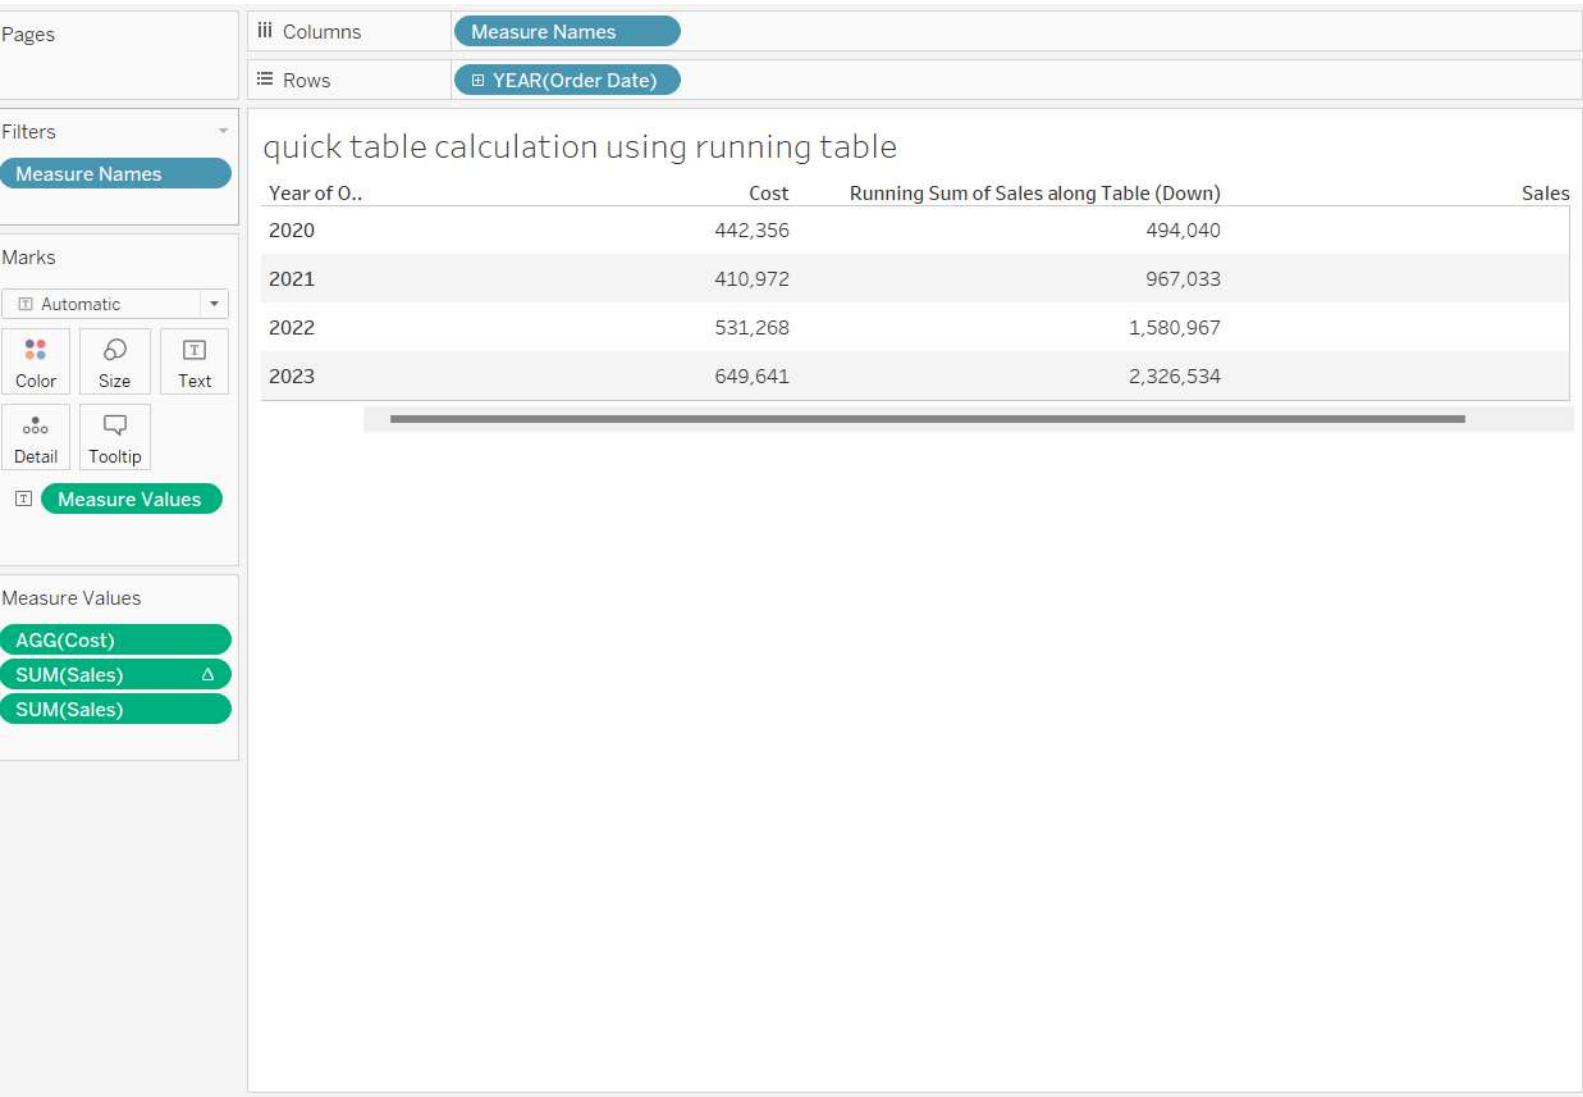 Pages
Columns
Measure Names
Rows
YEAR(Order Date)
Filters
Measure Names
Marks
Automatic
Color
Size
Text
Detail
Tooltip
Measure Values
Measure Values
AGG(Cost)
SUM(Sales)
SUM(Sales)
quick table calculation using running table
Year of O.. Cost Running Sum of Sales along Table (Down) Sales
2020 442,356 494,040
2021 410,972 967,033
2022 531,268 1,580,967
2023 649,641 2,326,534